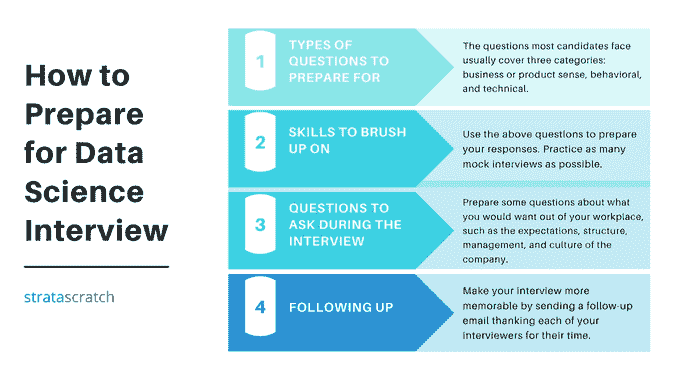 How to
Prepare
for Data
Science
Interview
stratascratch
1
TYPES OF
QUESTIONS TO
PREPARE FOR
The questions most candidates face
usually cover three categories:
business or product sense, behavioral,
and technical.
2
SKILLS TO BRUSH
UP ON
Use the above questions to prepare
your responses. Practice as many
mock interviews as possible.
3
QUESTIONS TO
ASK DURING THE
INTERVIEW
Prepare some questions about what
you would want out of your workplace,
such as the expectations, structure,
management, and culture of the
company.
4
FOLLOWING UP
Make your interview more
memorable by sending a follow-up
email thanking each of your
interviewers for their time.